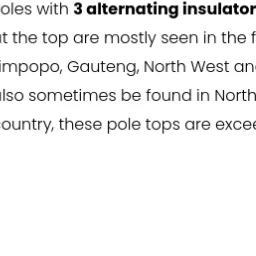 oles with 3 alternating insulator
t the top are mostly seen in the f
impopo, Gauteng, North West an
lso sometimes be found in North
ountry, these pole tops are excee